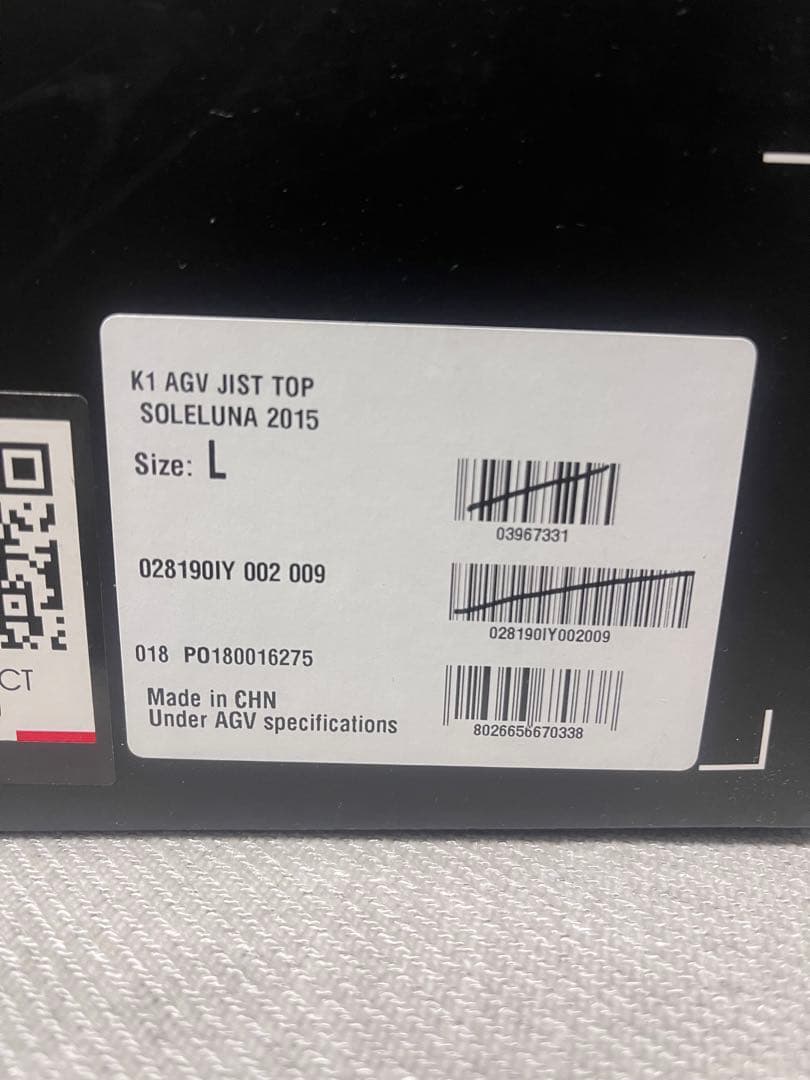 K1 AGV JIST TOP
SOLELUNA 2015
Size: L
03967331
028190IY 002 009
028190IY002009
018 PO180016275
Made in CHN
Under AGV specifications
8026656670338
CT